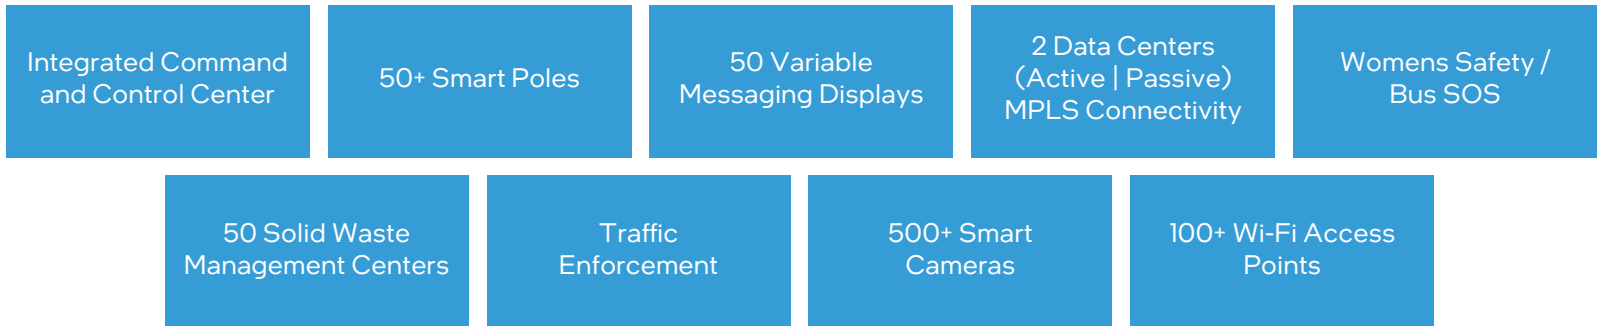 Integrated Command
and Control Center
50+ Smart Poles
50 Variable
Messaging Displays
2 Data Centers
(Active | Passive)
MPLS Connectivity
Womens Safety /
Bus SOS
50 Solid Waste
Management Centers
Traffic
Enforcement
500+ Smart
Cameras
100+ Wi-Fi Access
Points